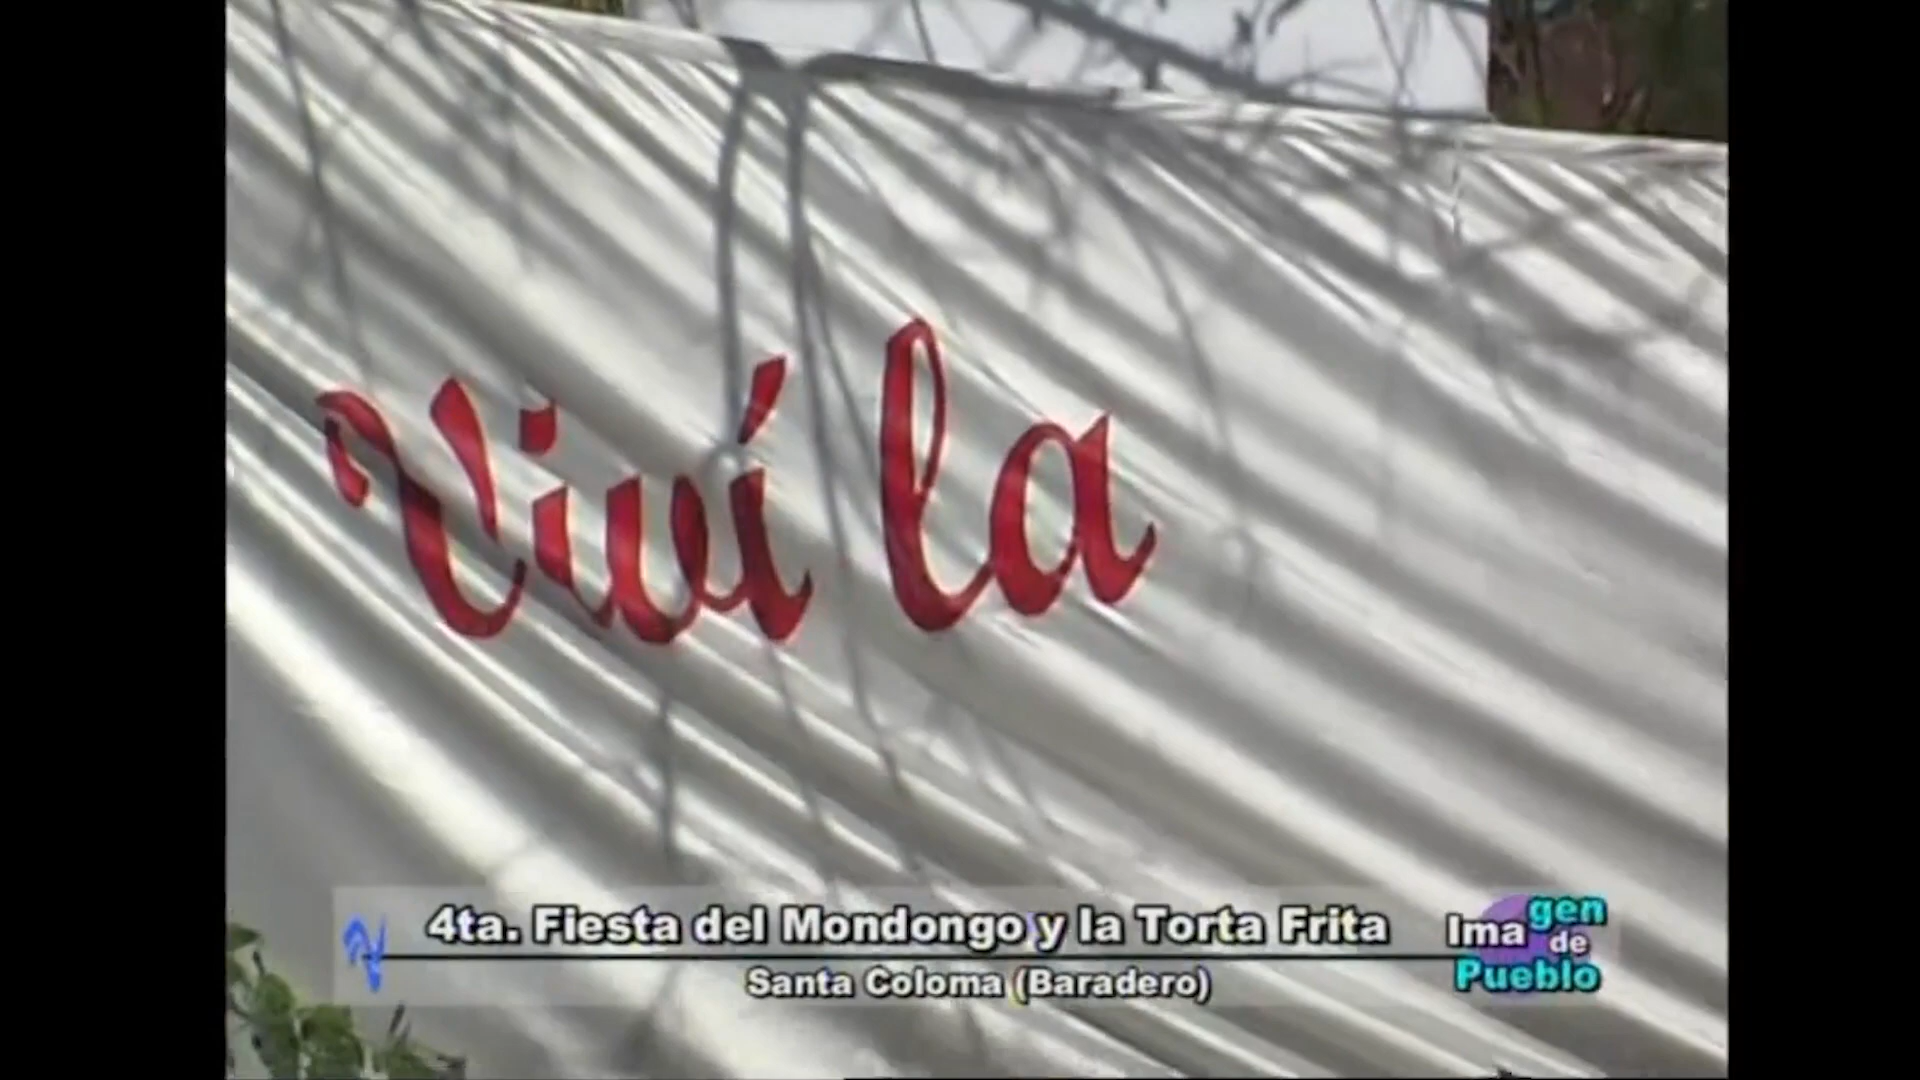 Viví la
4ta. Fiesta del Mondongo y la Torta Frita
Santa Coloma (Baradero)
Imagen
de
Pueblo